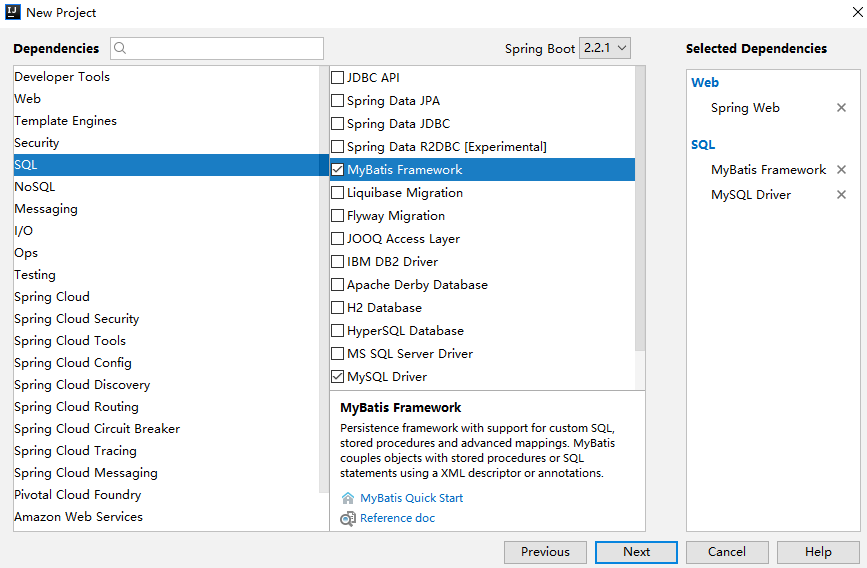 New Project
Dependencies
Spring Boot 2.2.1
Selected Dependencies
Developer Tools
Web
Template Engines
Security
SQL
NoSQL
Messaging
I/O
Ops
Testing
Spring Cloud
Spring Cloud Security
Spring Cloud Tools
Spring Cloud Config
Spring Cloud Discovery
Spring Cloud Routing
Spring Cloud Circuit Breaker
Spring Cloud Tracing
Spring Cloud Messaging
Pivotal Cloud Foundry
Amazon Web Services
JDBC API
Spring Data JPA
Spring Data JDBC
Spring Data R2DBC [Experimental]
MyBatis Framework
Liquibase Migration
Flyway Migration
JOOQ Access Layer
IBM DB2 Driver
Apache Derby Database
H2 Database
HyperSQL Database
MS SQL Server Driver
MySQL Driver
MyBatis Framework
Persistence framework with support for custom SQL,
stored procedures and advanced mappings. MyBatis
couples objects with stored procedures or SQL
statements using a XML descriptor or annotations.
MyBatis Quick Start
Reference doc
Web
Spring Web
SQL
MyBatis Framework
MySQL Driver
Previous
Next
Cancel
Help